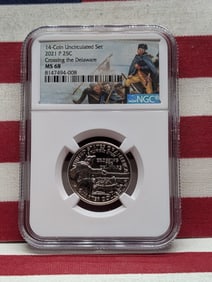 14-Coin Uncirculated Set
2021 P 25C
Crossing the Delaware
MS 68
8147494-008
NGC